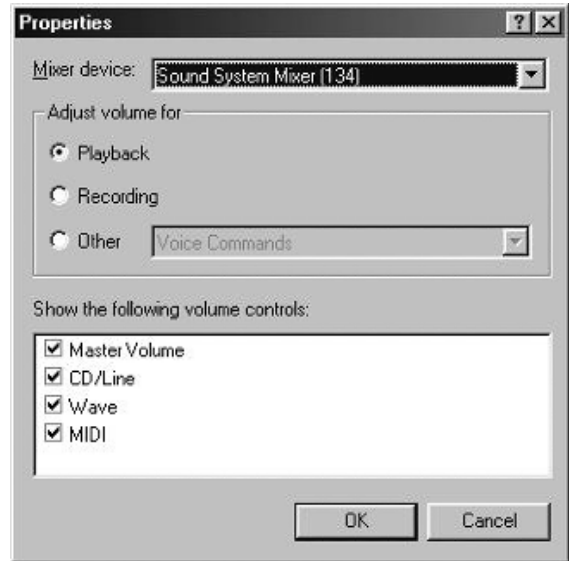 Properties
Mixer device: Sound System Mixer (134)
Adjust volume for
Playback
Recording
Other Voice Commands
Show the following volume controls:
Master Volume
CD/Line
Wave
MIDI
OK Cancel